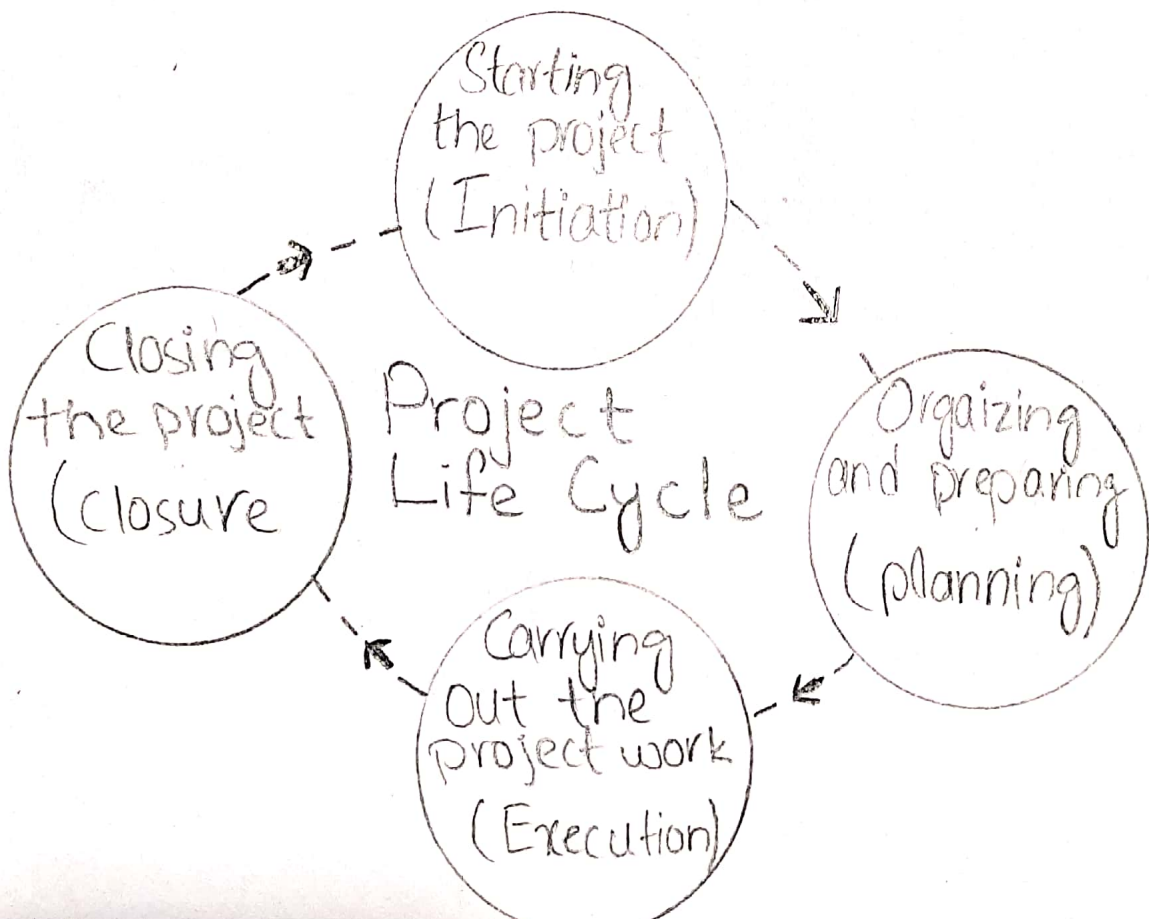 Starting
the project
(Initiation)
Closing
the project
(closure
Project
Life Cycle
Orgaizing
and preparing
(planning)
Carrying
out the
project work
(Execution)